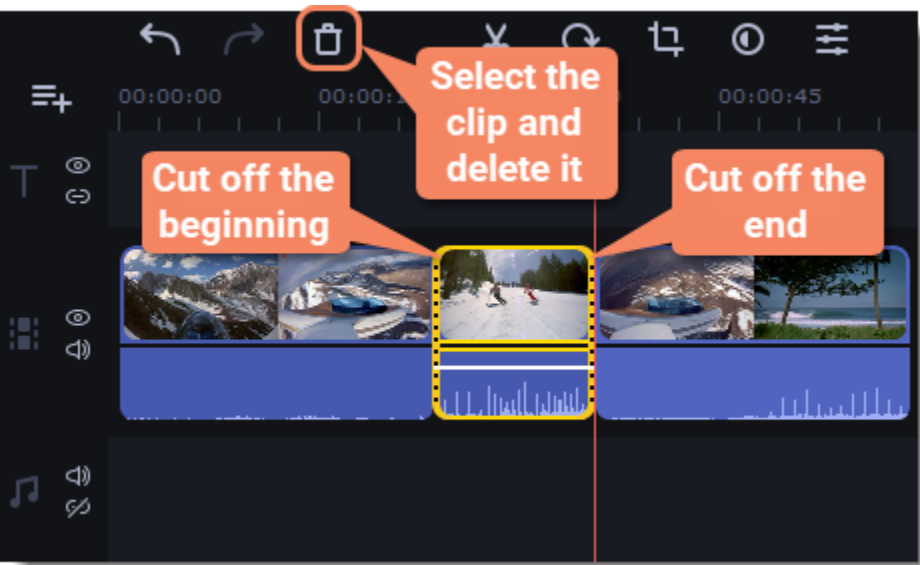 00:00:00
00:00:1
00:00:45
Select the
clip and
delete it
Cut off the
beginning
Cut off the
end
T